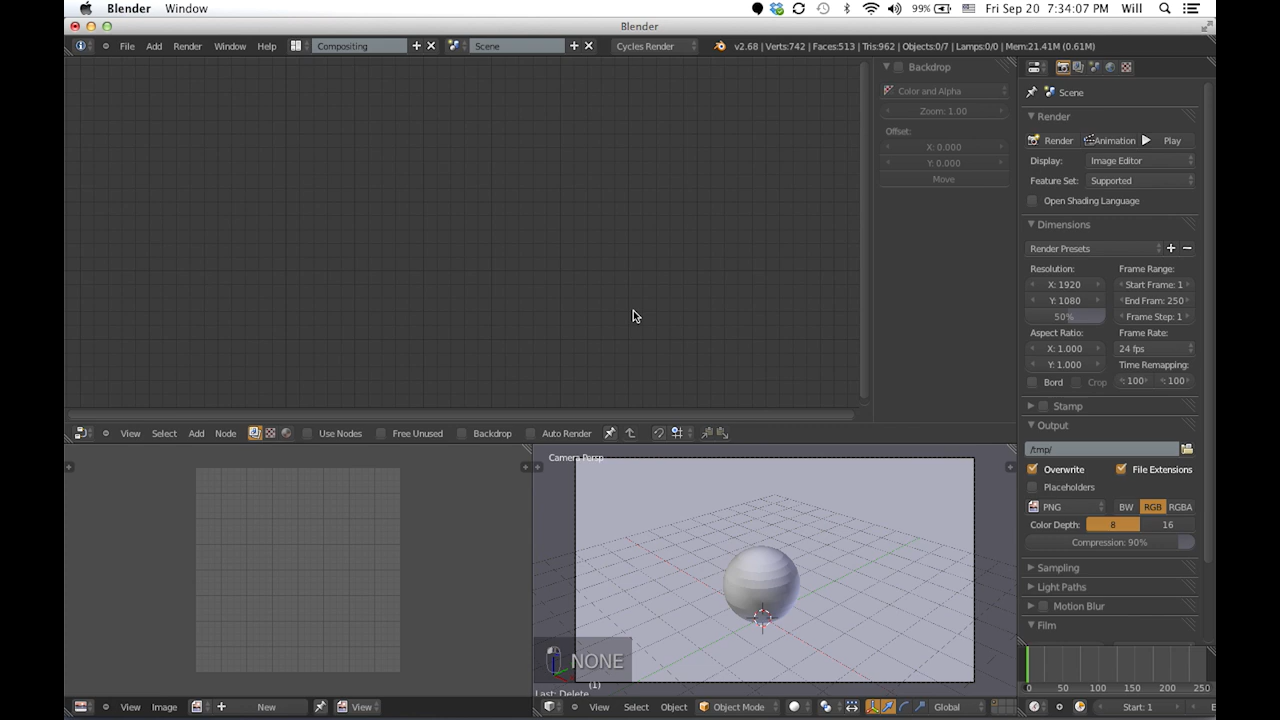 Blender Window 99% Fri Sep 20 7:34:07 PM Will
Blender
File Add Render Window Help Compositing Scene Cycles Render v2.68 | Verts:742 | Faces:513 | Tris:962 | Objects:0/7 | Lamps:0/0 | Mem:21.41M (0.61M)
Backdrop
Color and Alpha
Zoom: 1.00
Offset:
X: 0.000
Y: 0.000
Move
Scene
Render
Render Animation Play
Display: Image Editor
Feature Set: Supported
Open Shading Language
Dimensions
Render Presets
Resolution: Frame Range:
X: 1920 Start Frame: 1
Y: 1080 End Fram: 250
50% Frame Step: 1
Aspect Ratio: Frame Rate:
X: 1.000 24 fps
Y: 1.000 Time Remapping:
Bord Crop : 100 : 100
Stamp
Output
/tmp/
Overwrite File Extensions
Placeholders
PNG BW RGB RGBA
Color Depth: 8 16
Compression: 90%
Sampling
Light Paths
Motion Blur
Film
View Select Add Node Use Nodes Free Unused Backdrop Auto Render
Camera Persp
NONE
(1)
Last: Delete
0 50 100 150 200 250
View Image New View
View Select Object Object Mode Global
Start: 1